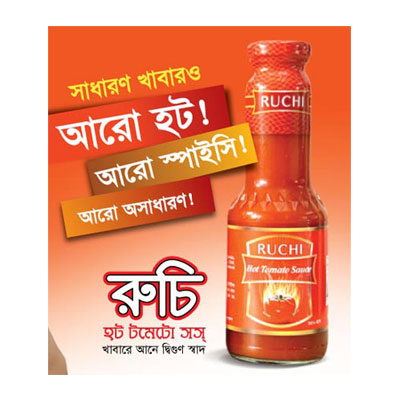 সাধারণ খাবারও
আরো হট!
আরো স্পাইসি!
আরো অসাধারণ!
রুচি
হট টমেটো সস্
খাবারে আনে দ্বিগুণ স্বাদ
RUCHI
RUCHI
Hot Tomato Sauce